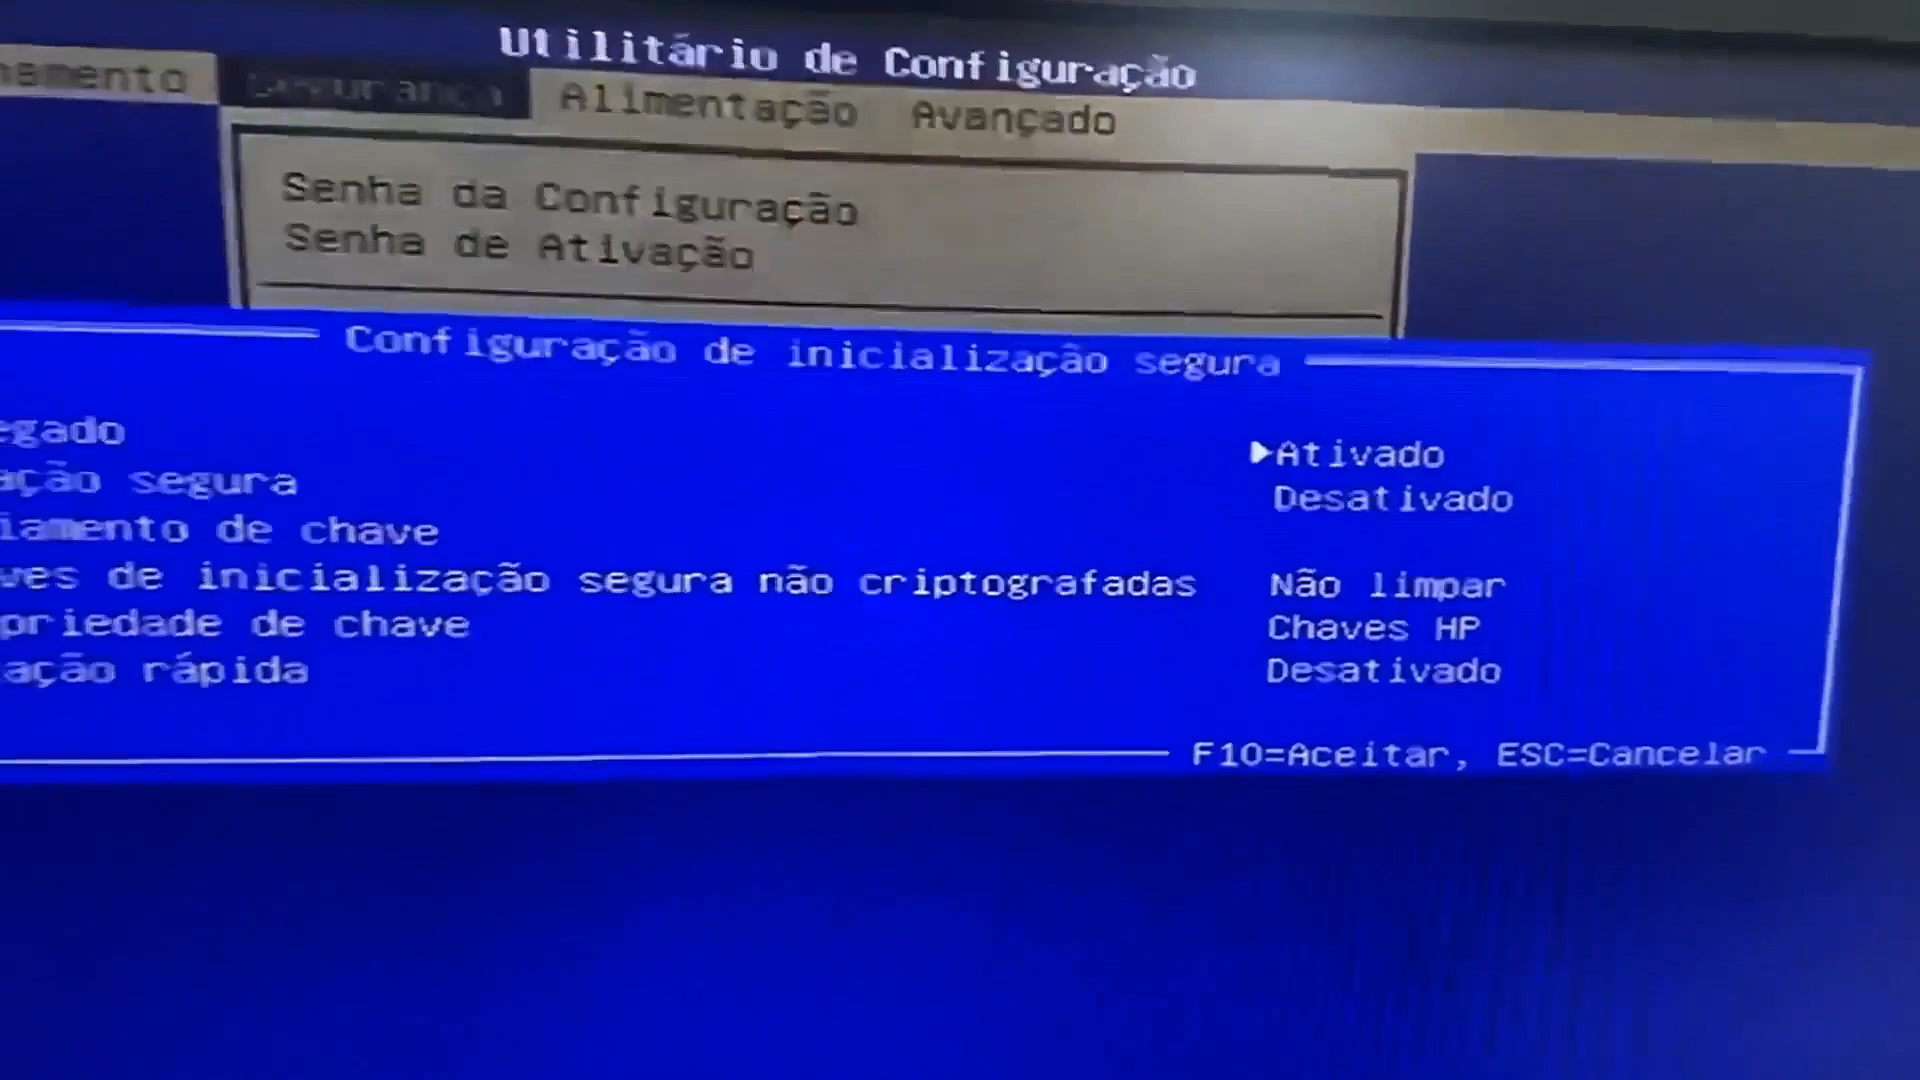 Utilitário de Configuração
namento Segurança Alimentação Avançado
Senha da Configuração
Senha de Ativação
Configuração de inicialização segura
egado ▶Ativado
ação segura Desativado
iamento de chave
ves de inicialização segura não criptografadas Não limpar
priedade de chave Chaves HP
ação rápida Desativado
F10=Aceitar, ESC=Cancelar